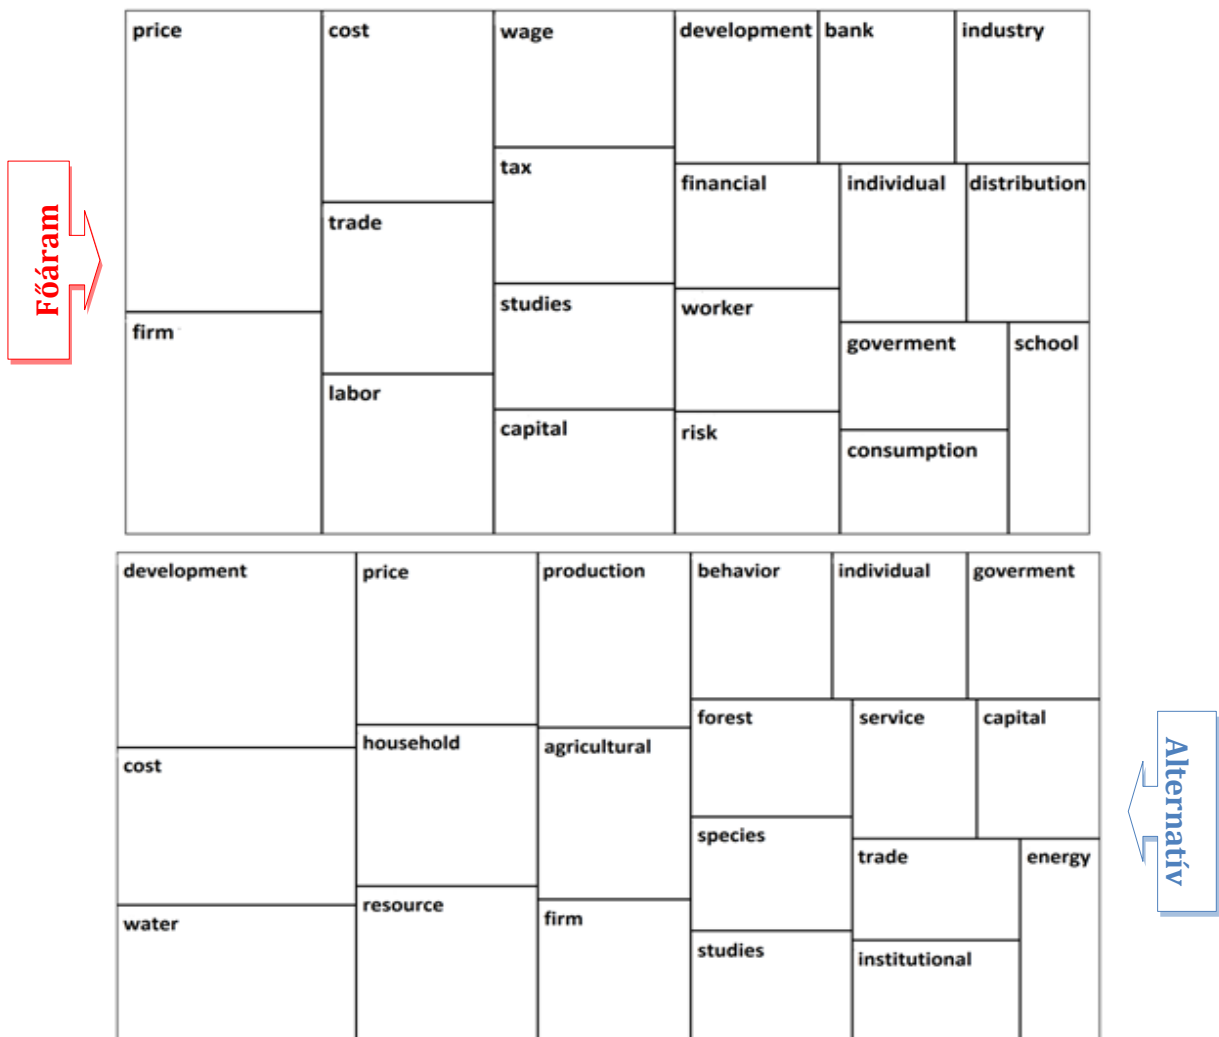 price
cost
wage
development
bank
industry
tax
financial
individual
distribution
trade
studies
worker
firm
goverment
school
labor
capital
risk
consumption
Főáram
development
price
production
behavior
individual
goverment
forest
service
capital
household
agricultural
cost
species
trade
energy
resource
firm
water
studies
institutional
Alternatív